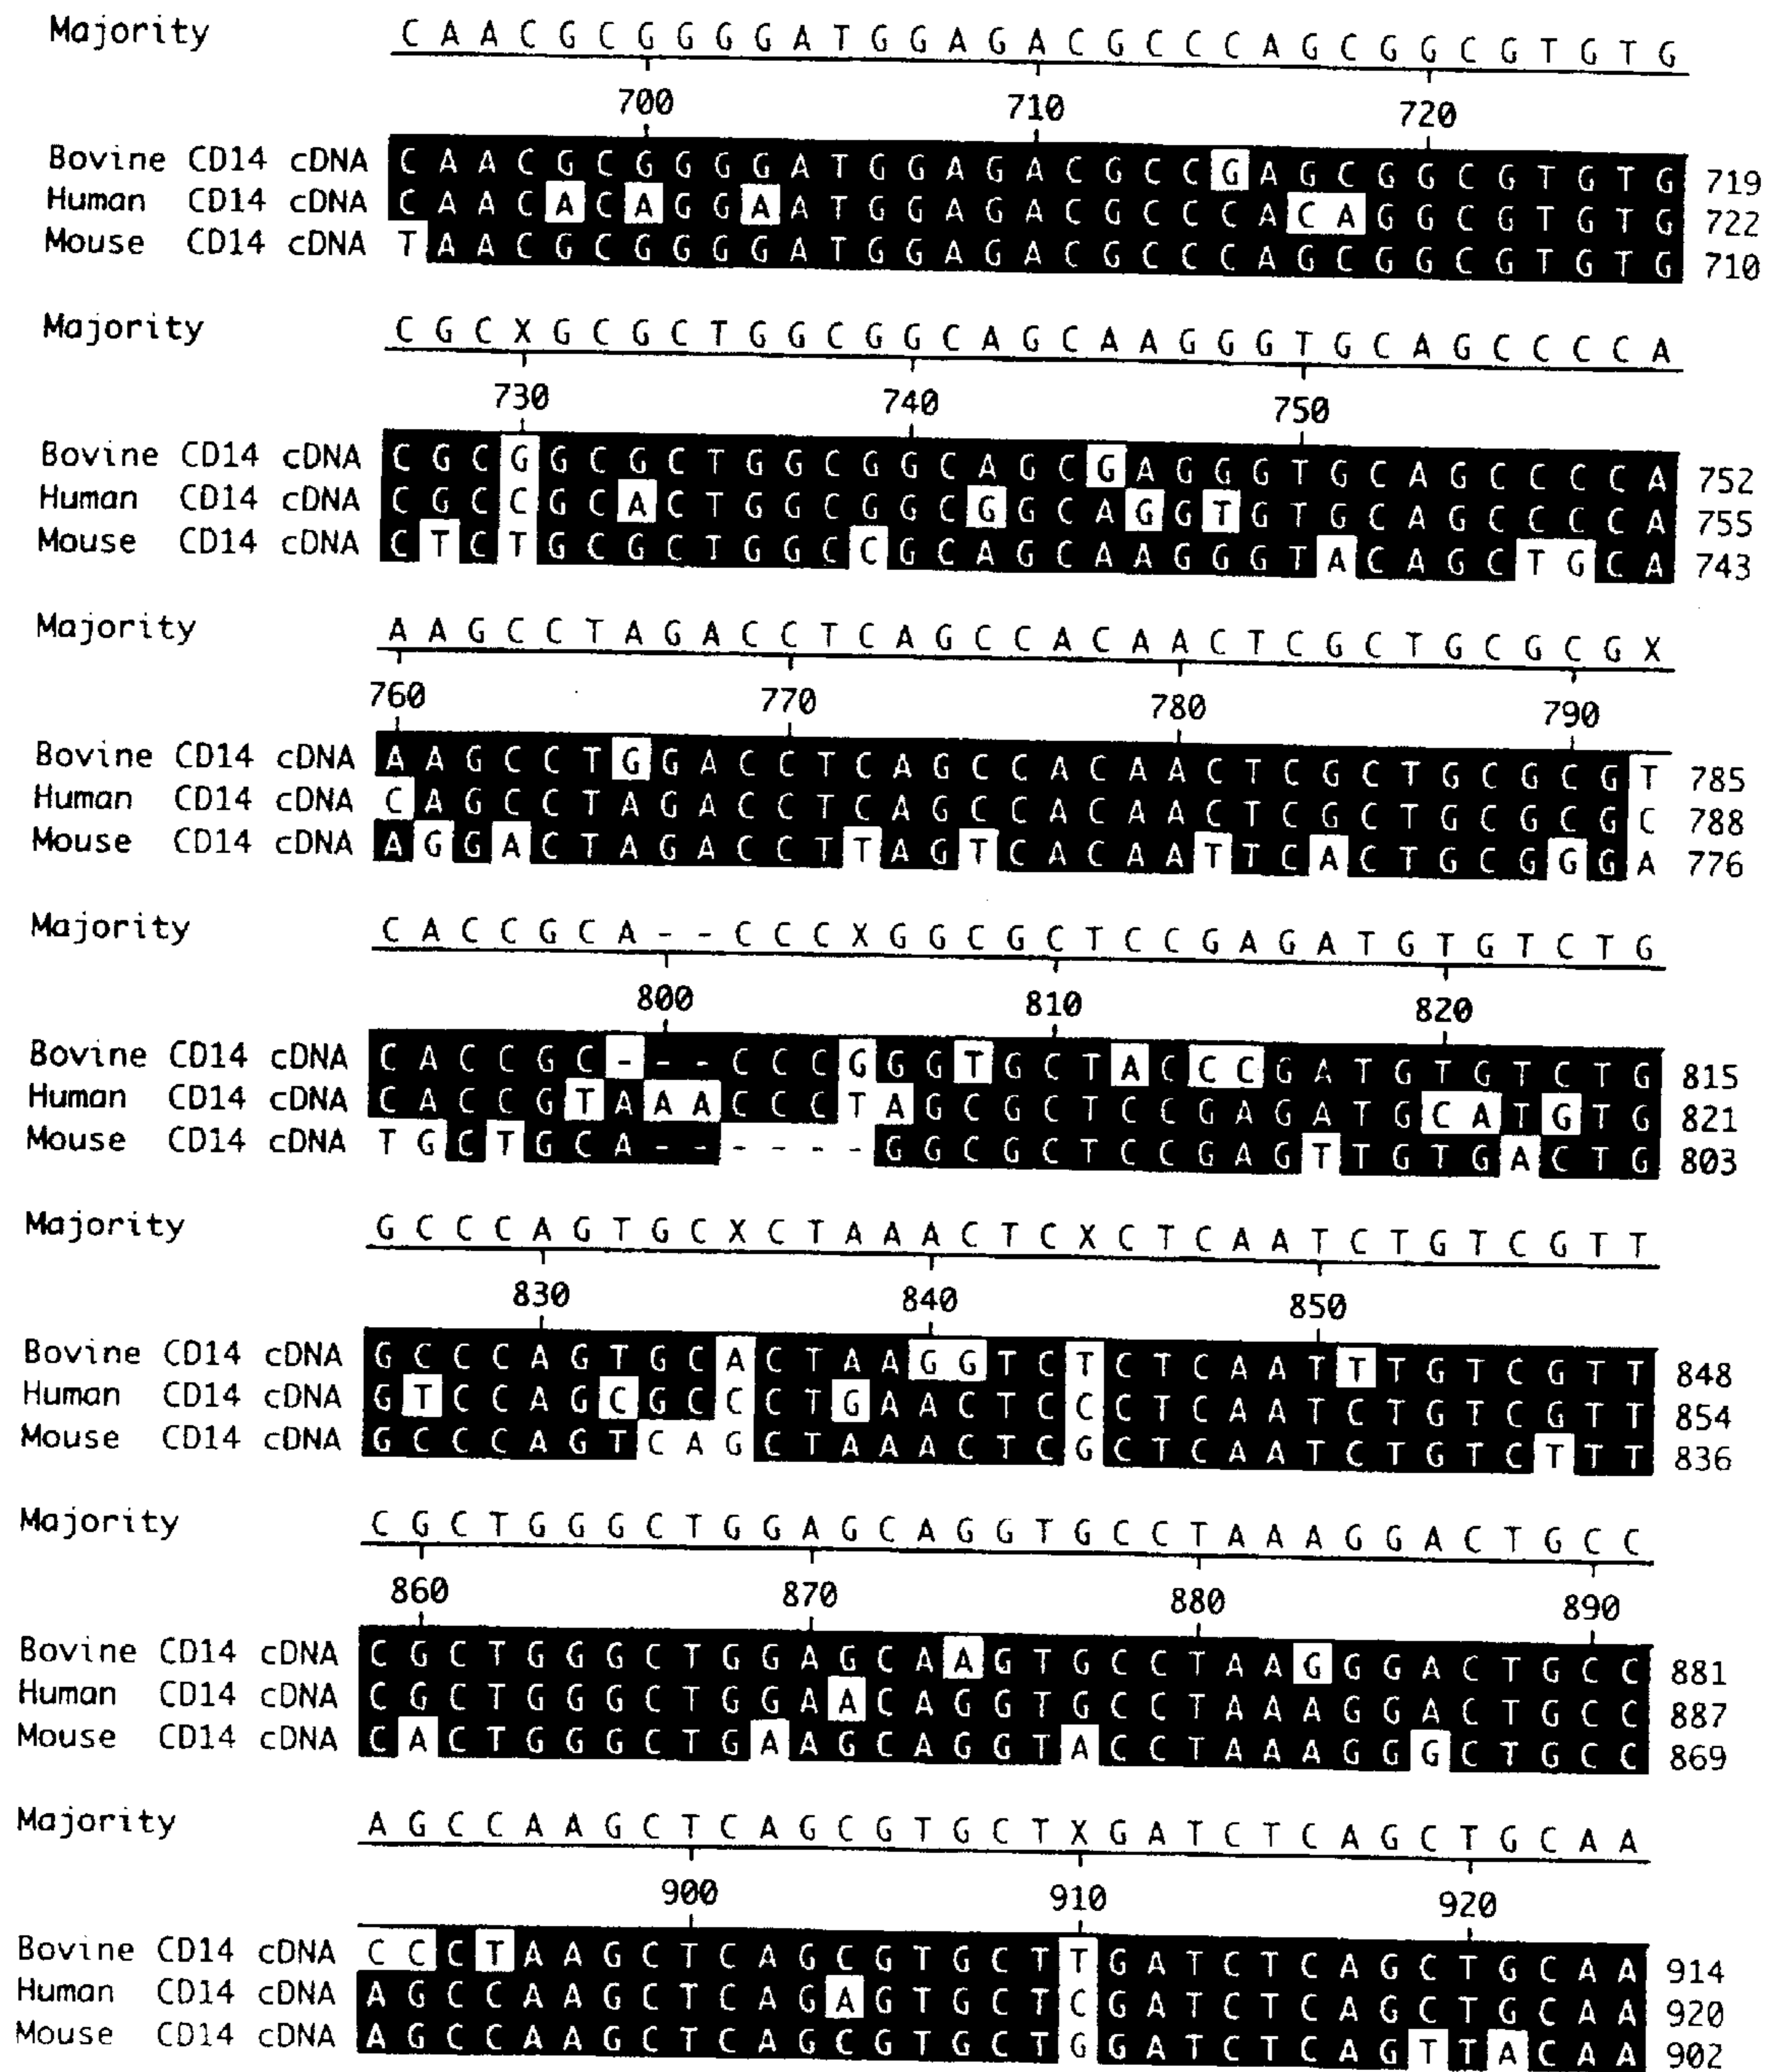 Majority C A A C G C G G G G A T G G A G A C G C C C A G C G G C G T G T G
700 710 720
Bovine CD14 cDNA C A A C G C G G G G A T G G A G A C G C C G A G C G G C G T G T G 719
Human CD14 cDNA C A A C A C A G G A A T G G A G A C G C C C A C A G G C G T G T G 722
Mouse CD14 cDNA T A A C G C G G G G A T G G A G A C G C C C A G C G G C G T G T G 710
Majority C G C X G C G C T G G C G G C A G C A A G G G T G C A G C C C C A
730 740 750
Bovine CD14 cDNA C G C G G C G C T G G C G G C A G C G A G G G T G C A G C C C C A 752
Human CD14 cDNA C G C C G C A C T G G C G G C G G C A G G T G T G C A G C C C C A 755
Mouse CD14 cDNA C T C T G C G C T G G C C G C A G C A A G G G T A C A G C T G C A 743
Majority A A G C C T A G A C C T C A G C C A C A A C T C G C T G C G C G X
760 770 780 790
Bovine CD14 cDNA A A G C C T G G A C C T C A G C C A C A A C T C G C T G C G C G T 785
Human CD14 cDNA C A G C C T A G A C C T C A G C C A C A A C T C G C T G C G C G C 788
Mouse CD14 cDNA A G G A C T A G A C C T T A G T C A C A A T T C A C T G C G G G A 776
Majority C A C C G C A - - C C C X G G C G C T C C G A G A T G T G T C T G
800 810 820
Bovine CD14 cDNA C A C C G C - - - C C C G G G T G C T A C C C G A T G T G T C T G 815
Human CD14 cDNA C A C C G T A A A C C C T A G C G C T C C G A G A T G C A T G T G 821
Mouse CD14 cDNA T G C T G C A - - - - - - G G C G C T C C G A G T T G T G A C T G 803
Majority G C C C A G T G C X C T A A A C T C X C T C A A T C T G T C G T T
830 840 850
Bovine CD14 cDNA G C C C A G T G C A C T A A G G T C T C T C A A T T T G T C G T T 848
Human CD14 cDNA G T C C A G C G C C C T G A A C T C C C T C A A T C T G T C G T T 854
Mouse CD14 cDNA G C C C A G T C A G C T A A A C T C G C T C A A T C T G T C T T T 836
Majority C G C T G G G C T G G A G C A G G T G C C T A A A G G A C T G C C
860 870 880 890
Bovine CD14 cDNA C G C T G G G C T G G A G C A A G T G C C T A A G G G A C T G C C 881
Human CD14 cDNA C G C T G G G C T G G A A C A G G T G C C T A A A G G A C T G C C 887
Mouse CD14 cDNA C A C T G G G C T G A A G C A G G T A C C T A A A G G G C T G C C 869
Majority A G C C A A G C T C A G C G T G C T X G A T C T C A G C T G C A A
900 910 920
Bovine CD14 cDNA C C C T A A G C T C A G C G T G C T T G A T C T C A G C T G C A A 914
Human CD14 cDNA A G C C A A G C T C A G A G T G C T C G A T C T C A G C T G C A A 920
Mouse CD14 cDNA A G C C A A G C T C A G C G T G C T G G A T C T C A G T T A C A A 902